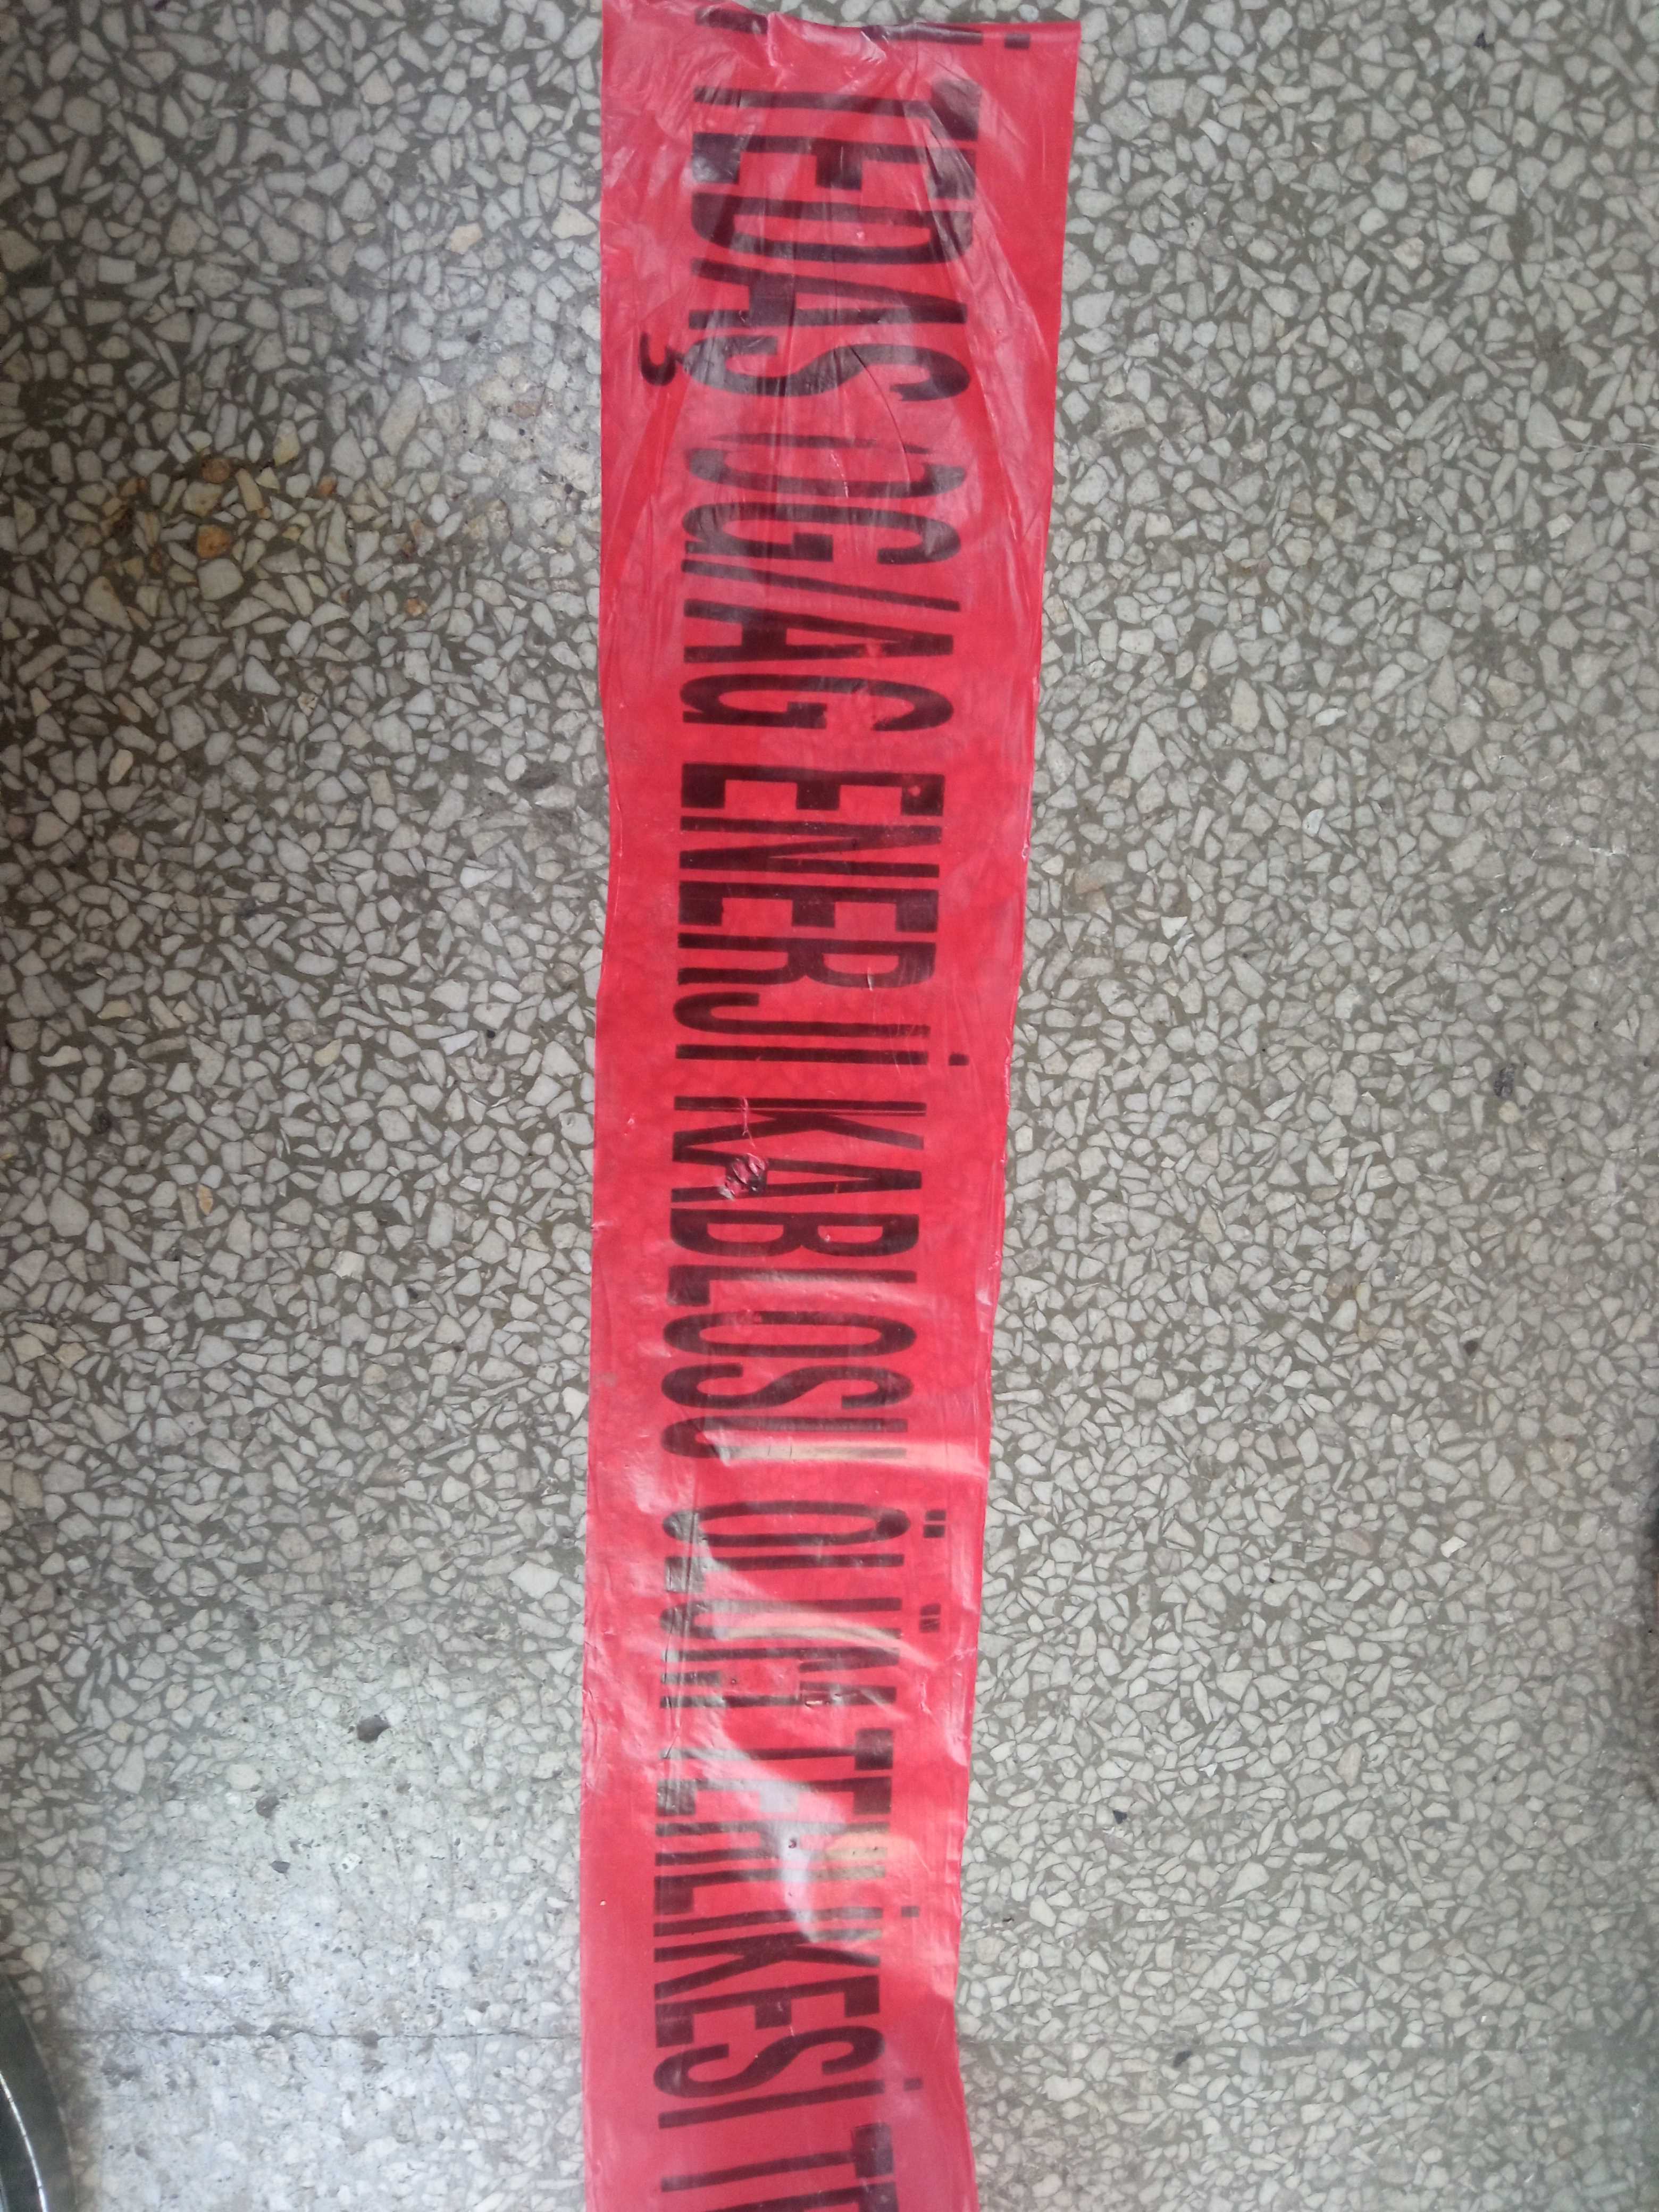 TEDAŞ OG/AG ENERJİ KABLOSU ÖLÜM TEHLİKESİ